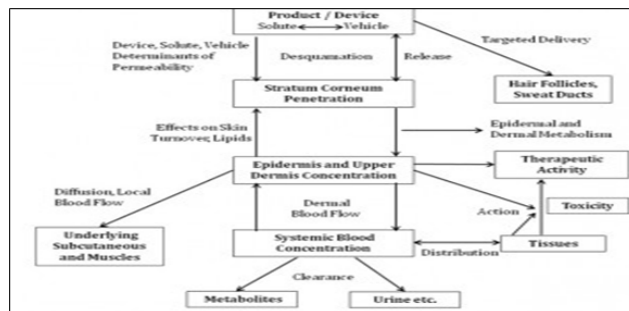 Product / Device
Solute Vehicle
Device, Solute, Vehicle
Determinants of
Permeability
Desquamation
Release
Targeted Delivery
Stratum Corneum
Penetration
Hair Follicles,
Sweat Ducts
Effects on Skin
Turnover, Lipids
Epidermal and
Dermal Metabolism
Epidermis and Upper
Dermis Concentration
Therapeutic
Activity
Diffusion, Local
Blood Flow
Dermal
Blood Flow
Action
Toxicity
Underlying
Subcutaneous
and Muscles
Systemic Blood
Concentration
Distribution
Tissues
Clearance
Metabolites
Urine etc.